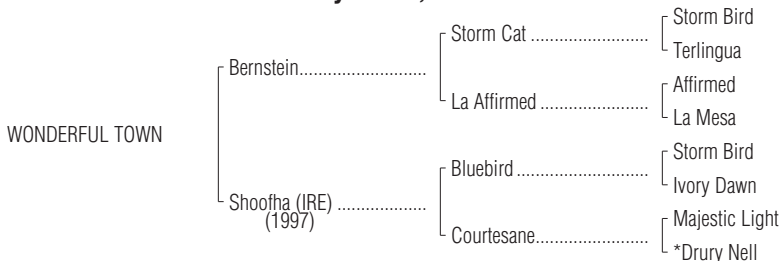 Storm Bird
Storm Cat ..............................
Terlingua
Bernstein................................
Affirmed
La Affirmed ...........................
La Mesa
WONDERFUL TOWN
Storm Bird
Bluebird .................................
Ivory Dawn
Shoofha (IRE) ......................
(1997)
Majestic Light
Courtesane............................
*Drury Nell